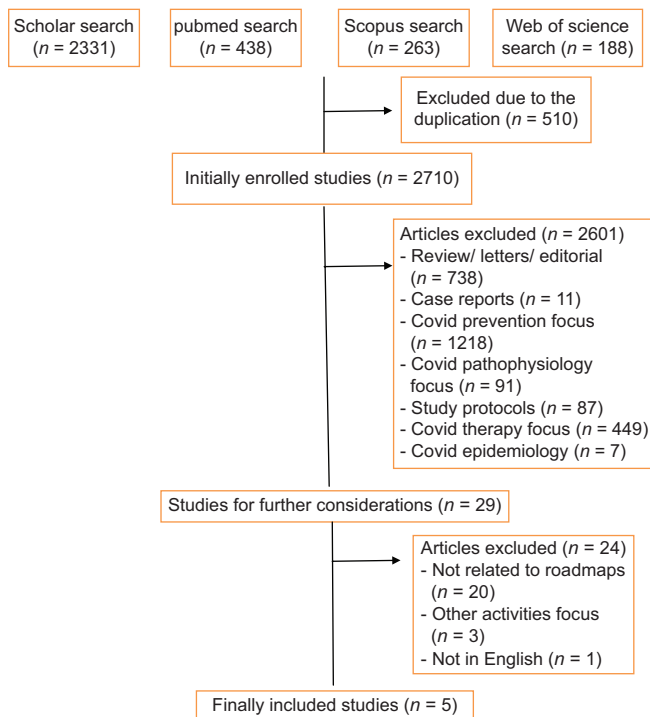 Scholar search
(n = 2331)
pubmed search
(n = 438)
Scopus search
(n = 263)
Web of science
search (n = 188)
Excluded due to the
duplication (n = 510)
Initially enrolled studies (n = 2710)
Articles excluded (n = 2601)
- Review/ letters/ editorial
(n = 738)
- Case reports (n = 11)
- Covid prevention focus
(n = 1218)
- Covid pathophysiology
focus (n = 91)
- Study protocols (n = 87)
- Covid therapy focus (n = 449)
- Covid epidemiology (n = 7)
Studies for further considerations (n = 29)
Articles excluded (n = 24)
- Not related to roadmaps
(n = 20)
- Other activities focus
(n = 3)
- Not in English (n = 1)
Finally included studies (n = 5)